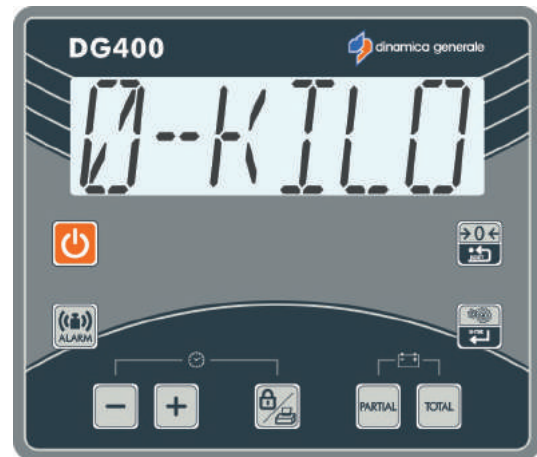 DG400 dinamica generale
0--KILO
→0←
ALARM
- +
PARTIAL TOTAL